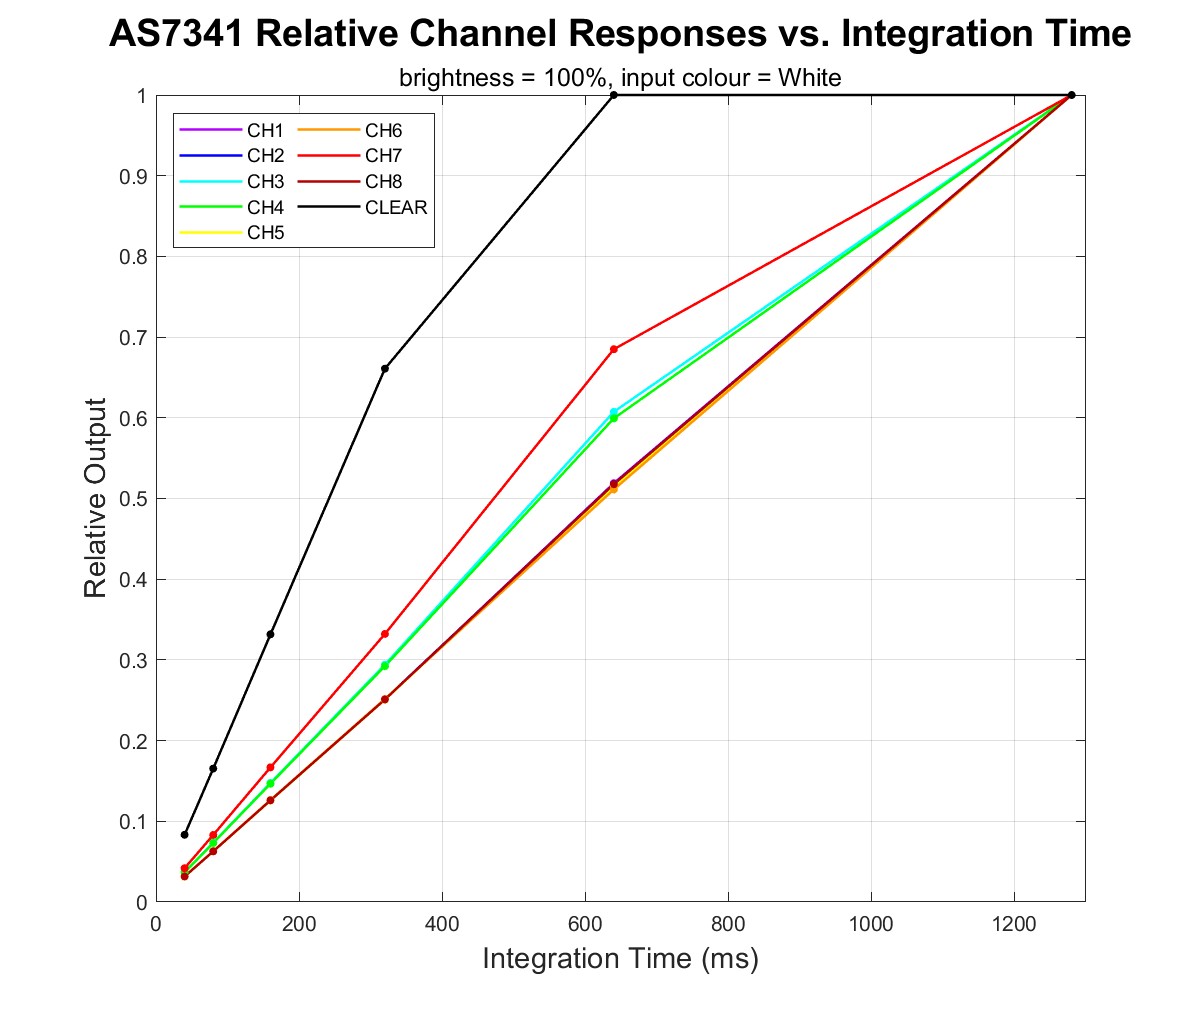 AS7341 Relative Channel Responses vs. Integration Time
brightness = 100%, input colour = White
1
0.9
0.8
0.7
0.6
0.5
0.4
0.3
0.2
0.1
0
Relative Output
CH1 CH6
CH2 CH7
CH3 CH8
CH4 CLEAR
CH5
0 200 400 600 800 1000 1200
Integration Time (ms)